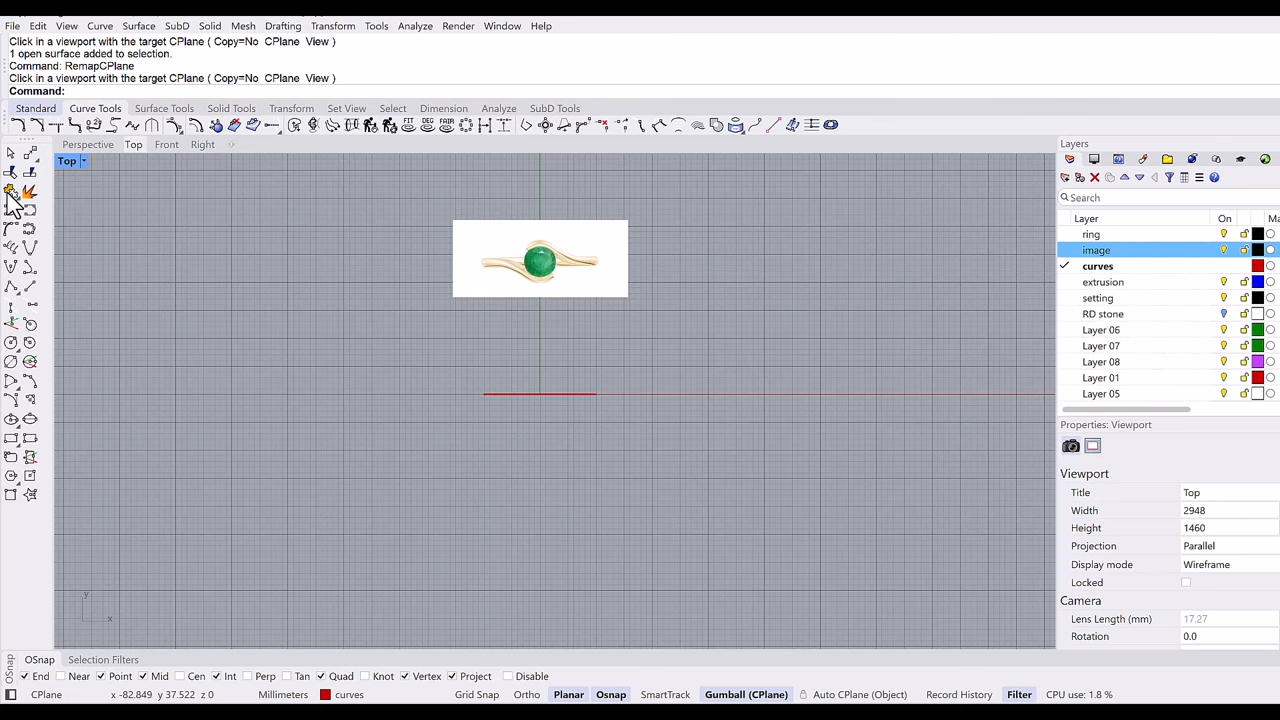 File Edit View Curve Surface SubD Solid Mesh Drafting Transform Tools Analyze Render Window Help
Click in a viewport with the target CPlane ( Copy=No CPlane View )
1 open surface added to selection.
Command: RemapCPlane
Click in a viewport with the target CPlane ( Copy=No CPlane View )
Command:
Standard Curve Tools Surface Tools Solid Tools Transform Set View Select Dimension Analyze SubD Tools
FIT DEG FAIR
Perspective Top Front Right
Top
Layers
Search
Layer On Ma
ring
image
curves
extrusion
setting
RD stone
Layer 06
Layer 07
Layer 08
Layer 01
Layer 05
Properties: Viewport
Viewport
Title Top
Width 2948
Height 1460
Projection Parallel
Display mode Wireframe
Locked
Camera
Lens Length (mm) 17.27
Rotation 0.0
y
x
OSnap Selection Filters
OSnap
End Near Point Mid Cen Int Perp Tan Quad Knot Vertex Project Disable
CPlane x -82.849 y 37.522 z 0 Millimeters curves Grid Snap Ortho Planar Osnap SmartTrack Gumball (CPlane) Auto CPlane (Object) Record History Filter CPU use: 1.8 %